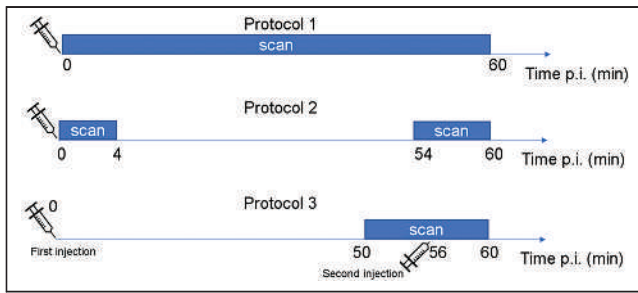 Protocol 1
scan
0 60
Time p.i. (min)
Protocol 2
scan scan
0 4 54 60
Time p.i. (min)
0
Protocol 3
scan
First injection 50 56 60
Second injection
Time p.i. (min)